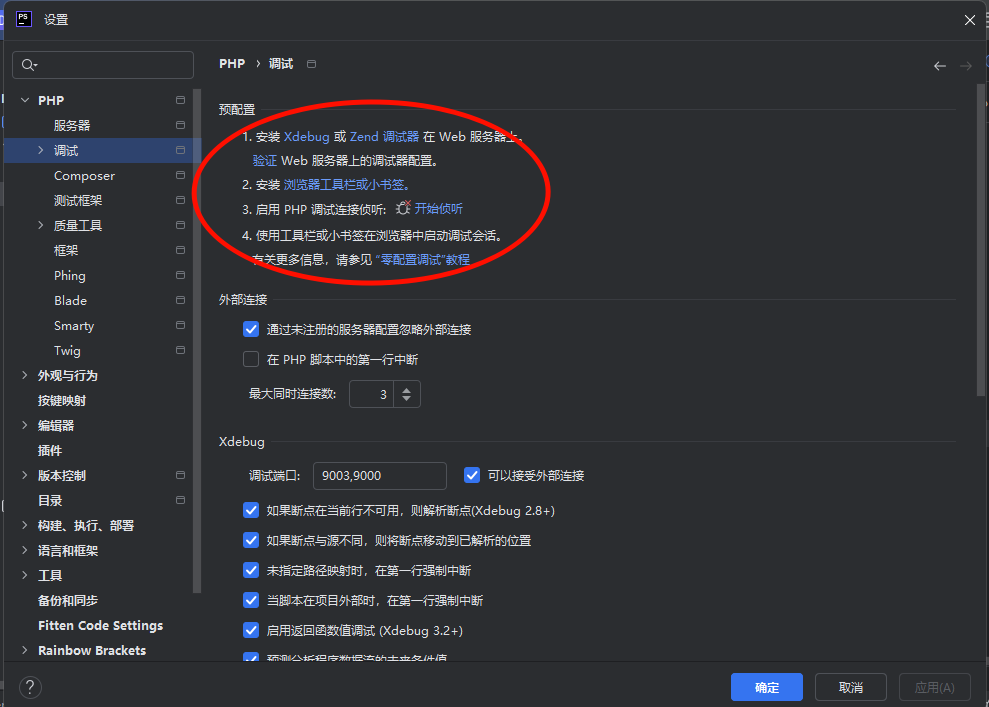 PS
设置
PHP › 调试
PHP
服务器
调试
Composer
测试框架
质量工具
框架
Phing
Blade
Smarty
Twig
外观与行为
按键映射
编辑器
插件
版本控制
目录
构建、执行、部署
语言和框架
工具
备份和同步
Fitten Code Settings
Rainbow Brackets
预配置
1. 安装 Xdebug 或 Zend 调试器 在 Web 服务器上。
验证 Web 服务器上的调试器配置。
2. 安装 浏览器工具栏或小书签。
3. 启用 PHP 调试连接侦听: 开始侦听
4. 使用工具栏或小书签在浏览器中启动调试会话。
有关更多信息，请参见 "零配置调试"教程
外部连接
通过未注册的服务器配置忽略外部连接
在 PHP 脚本中的第一行中断
最大同时连接数: 3
Xdebug
调试端口: 9003,9000 可以接受外部连接
如果断点在当前行不可用，则解析断点(Xdebug 2.8+)
如果断点与源不同，则将断点移动到已解析的位置
未指定路径映射时，在第一行强制中断
当脚本在项目外部时，在第一行强制中断
启用返回函数值调试 (Xdebug 3.2+)
预测分析程序数据流的未来条件值
?
确定 取消 应用(A)